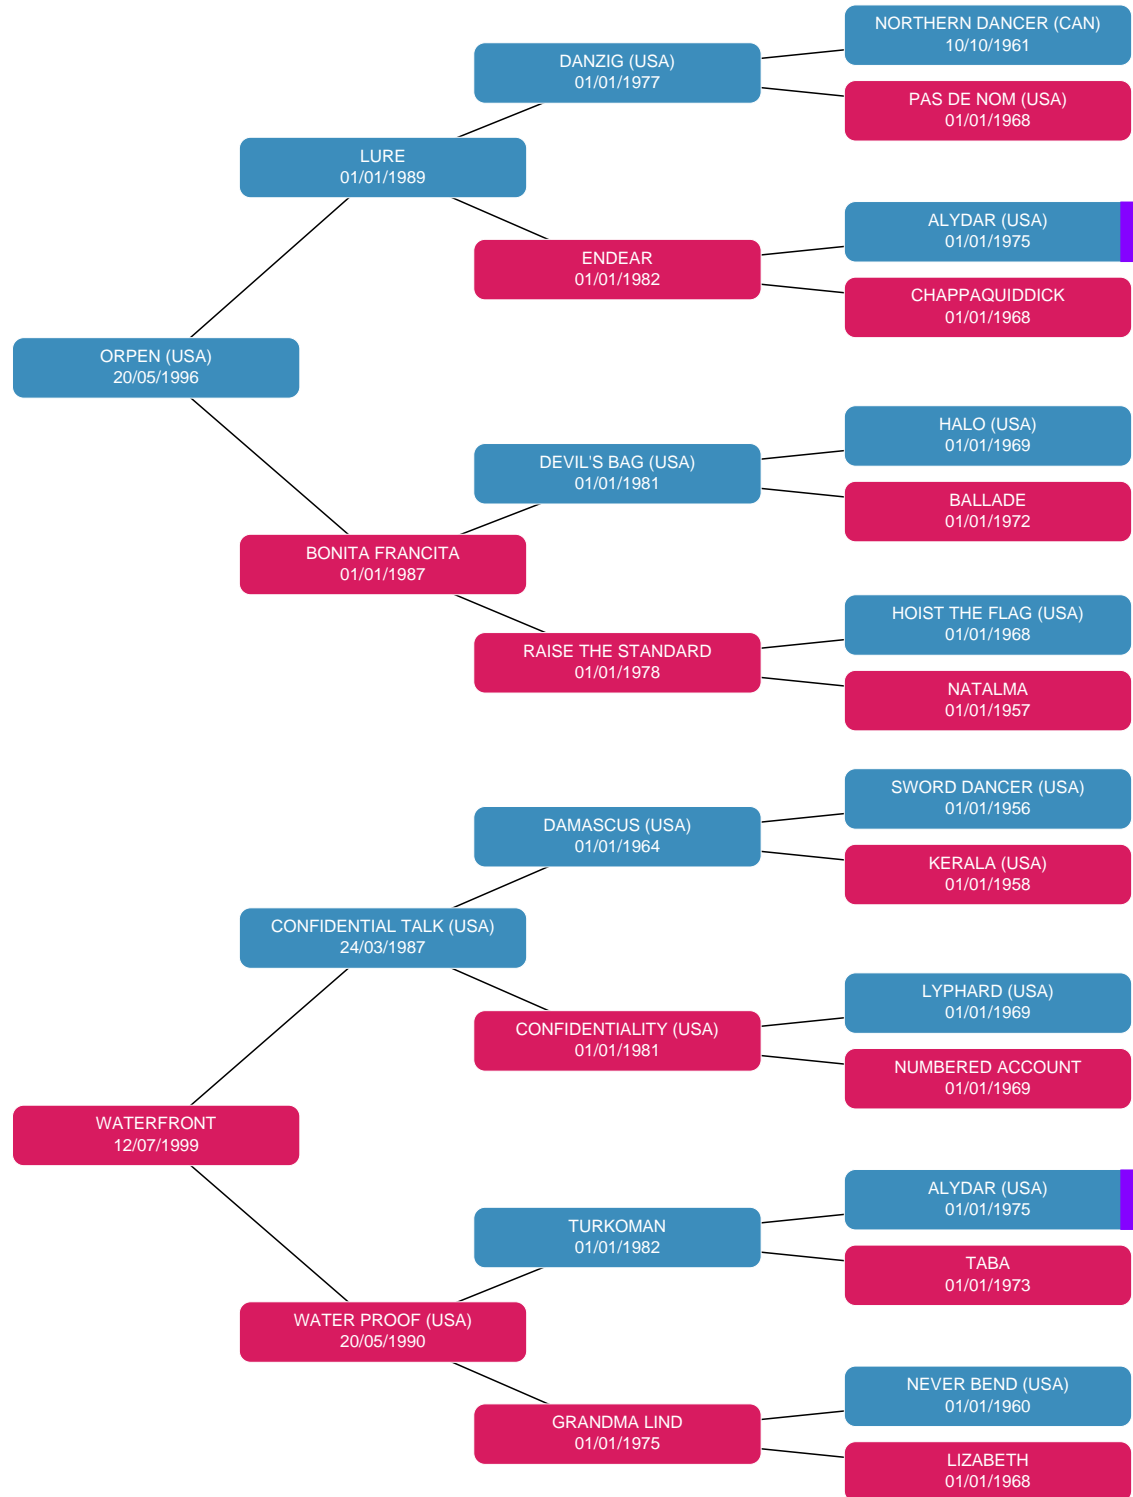 NORTHERN DANCER (CAN)
10/10/1961
DANZIG (USA)
01/01/1977
PAS DE NOM (USA)
01/01/1968
LURE
01/01/1989
ALYDAR (USA)
01/01/1975
ENDEAR
01/01/1982
CHAPPAQUIDDICK
01/01/1968
ORPEN (USA)
20/05/1996
HALO (USA)
01/01/1969
DEVIL'S BAG (USA)
01/01/1981
BALLADE
01/01/1972
BONITA FRANCITA
01/01/1987
HOIST THE FLAG (USA)
01/01/1968
RAISE THE STANDARD
01/01/1978
NATALMA
01/01/1957
SWORD DANCER (USA)
01/01/1956
DAMASCUS (USA)
01/01/1964
KERALA (USA)
01/01/1958
CONFIDENTIAL TALK (USA)
24/03/1987
LYPHARD (USA)
01/01/1969
CONFIDENTIALITY (USA)
01/01/1981
NUMBERED ACCOUNT
01/01/1969
WATERFRONT
12/07/1999
ALYDAR (USA)
01/01/1975
TURKOMAN
01/01/1982
TABA
01/01/1973
WATER PROOF (USA)
20/05/1990
NEVER BEND (USA)
01/01/1960
GRANDMA LIND
01/01/1975
LIZABETH
01/01/1968